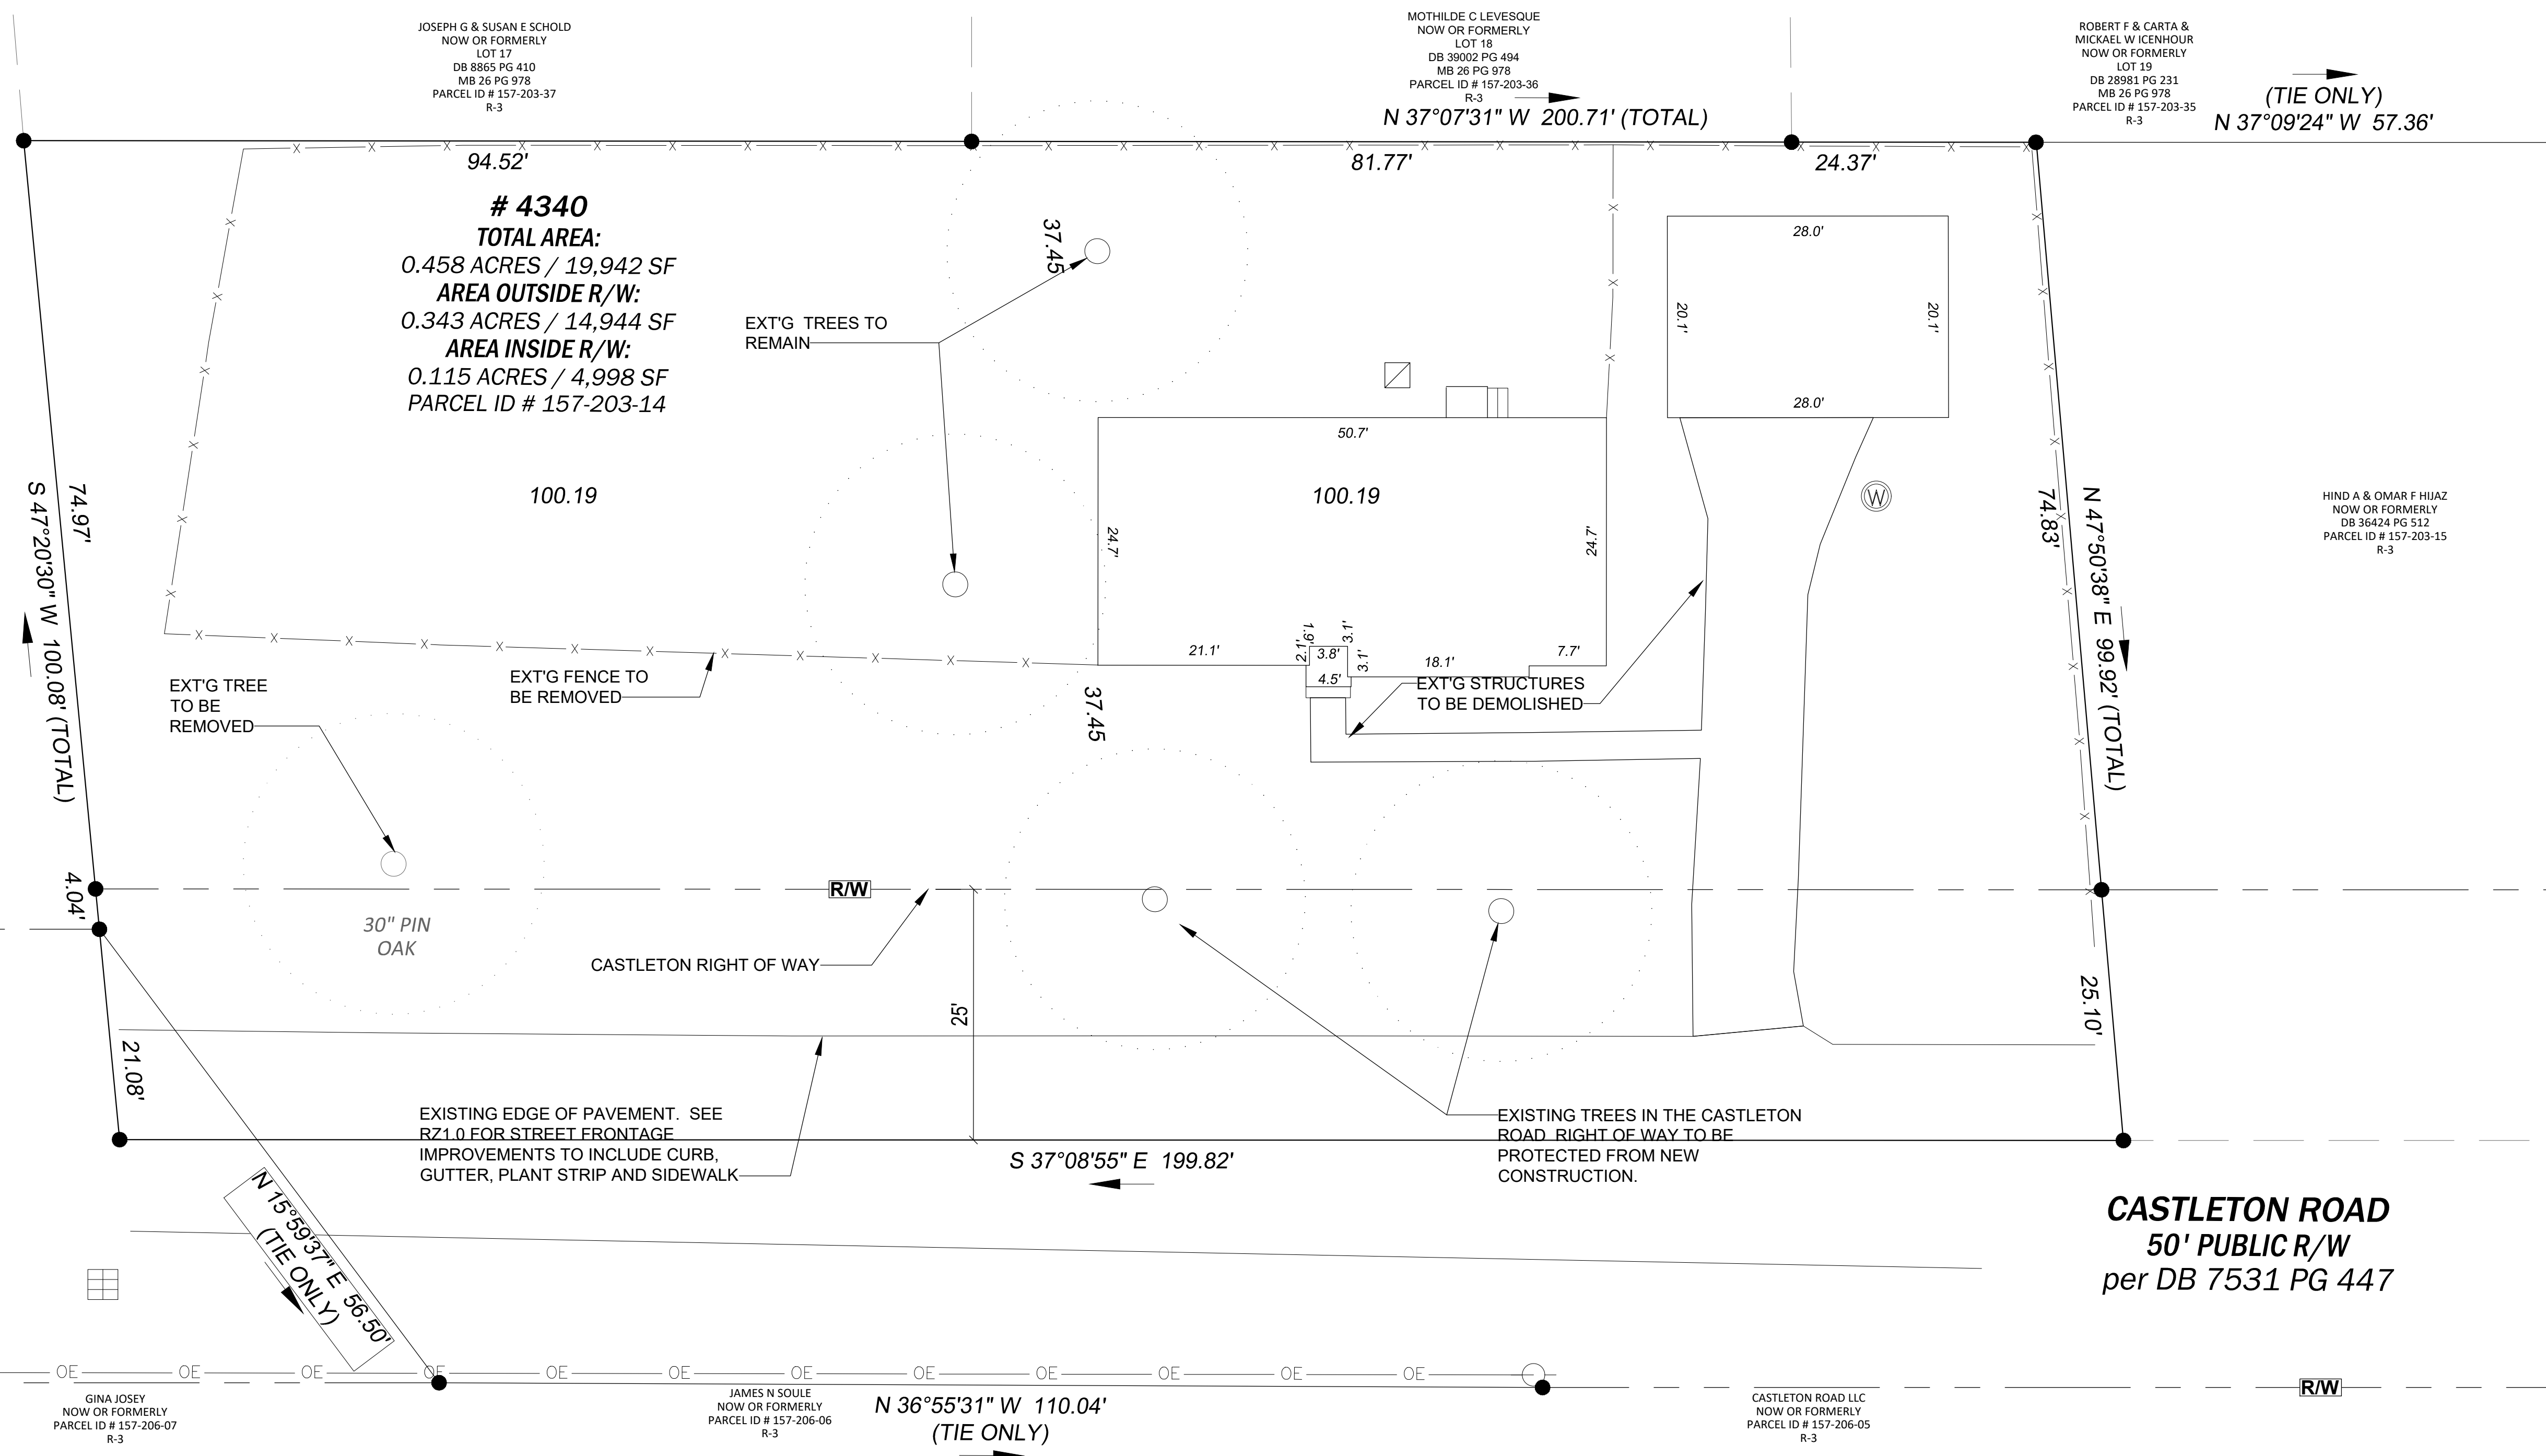 JOSEPH G & SUSAN E SCHOLD
NOW OR FORMERLY
LOT 17
DB 8865 PG 410
MB 26 PG 978
PARCEL ID # 157-203-37
R-3
MOTHILDE C LEVESQUE
NOW OR FORMERLY
LOT 18
DB 39002 PG 494
MB 26 PG 978
PARCEL ID # 157-203-36
R-3
N 37°07'31" W 200.71' (TOTAL)
ROBERT F & CARTA &
MICKAEL W ICENHOUR
NOW OR FORMERLY
LOT 19
DB 28981 PG 231
MB 26 PG 978
PARCEL ID # 157-203-35
R-3
(TIE ONLY)
N 37°09'24" W 57.36'
94.52'
81.77'
24.37'
# 4340
TOTAL AREA:
0.458 ACRES / 19,942 SF
AREA OUTSIDE R/W:
0.343 ACRES / 14,944 SF
AREA INSIDE R/W:
0.115 ACRES / 4,998 SF
PARCEL ID # 157-203-14
37.45
EXT'G TREES TO
REMAIN
28.0'
20.1'
20.1'
28.0'
50.7'
100.19
100.19
24.7'
24.7'
W
S 47°20'30" W 100.08' (TOTAL)
74.97'
74.83'
N 47°50'38" E 99.92' (TOTAL)
HIND A & OMAR F HIJAZ
NOW OR FORMERLY
DB 36424 PG 512
PARCEL ID # 157-203-15
R-3
21.1'
2.1'
1.9'
3.8'
3.1'
3.1'
4.5'
18.1'
7.7'
EXT'G TREE
TO BE
REMOVED
EXT'G FENCE TO
BE REMOVED
37.45
EXT'G STRUCTURES
TO BE DEMOLISHED
4.04'
R/W
30" PIN
OAK
CASTLETON RIGHT OF WAY
25'
25.10'
21.08'
EXISTING EDGE OF PAVEMENT. SEE
RZ1.0 FOR STREET FRONTAGE
IMPROVEMENTS TO INCLUDE CURB,
GUTTER, PLANT STRIP AND SIDEWALK
EXISTING TREES IN THE CASTLETON
ROAD RIGHT OF WAY TO BE
PROTECTED FROM NEW
CONSTRUCTION.
S 37°08'55" E 199.82'
N 15°59'37" E 56.50'
(TIE ONLY)
CASTLETON ROAD
50' PUBLIC R/W
per DB 7531 PG 447
OE OE OE OE OE OE OE OE OE OE OE OE
GINA JOSEY
NOW OR FORMERLY
PARCEL ID # 157-206-07
R-3
JAMES N SOULE
NOW OR FORMERLY
PARCEL ID # 157-206-06
R-3
N 36°55'31" W 110.04'
(TIE ONLY)
CASTLETON ROAD LLC
NOW OR FORMERLY
PARCEL ID # 157-206-05
R-3
R/W